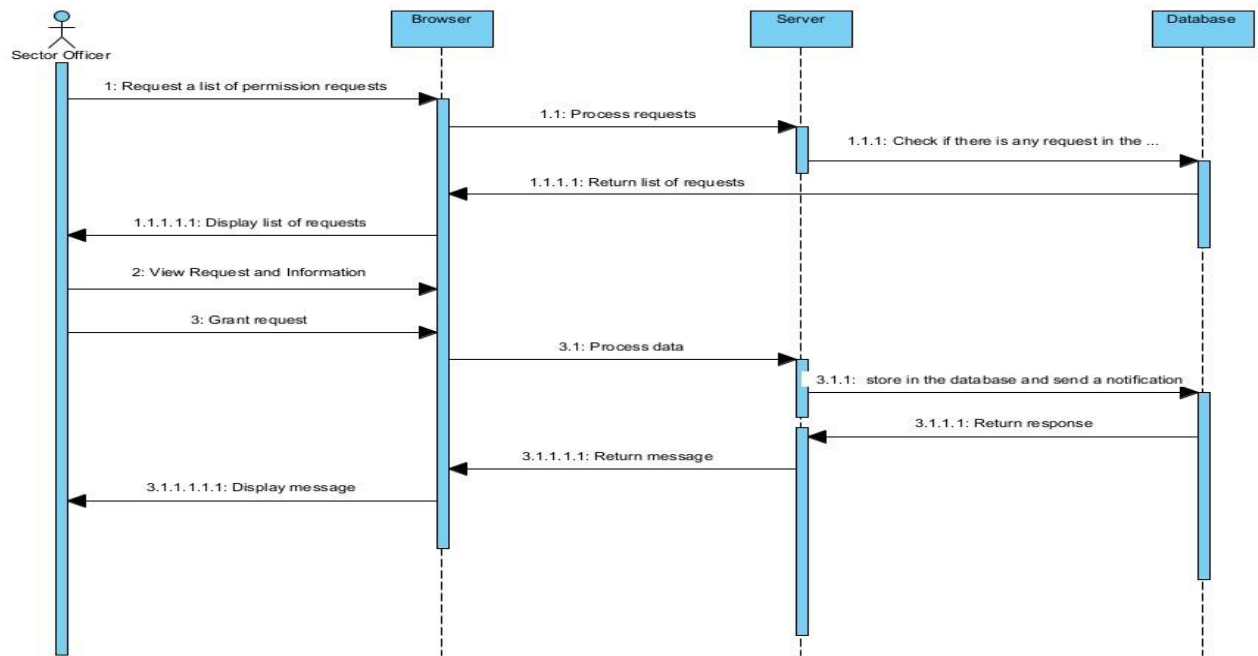 Browser
Server
Database
Sector Officer
1: Request a list of permission requests
1.1: Process requests
1.1.1: Check if there is any request in the ...
1.1.1.1: Return list of requests
1.1.1.1.1: Display list of requests
2: View Request and Information
3: Grant request
3.1: Process data
3.1.1: store in the database and send a notification
3.1.1.1: Return response
3.1.1.1.1: Return message
3.1.1.1.1.1: Display message